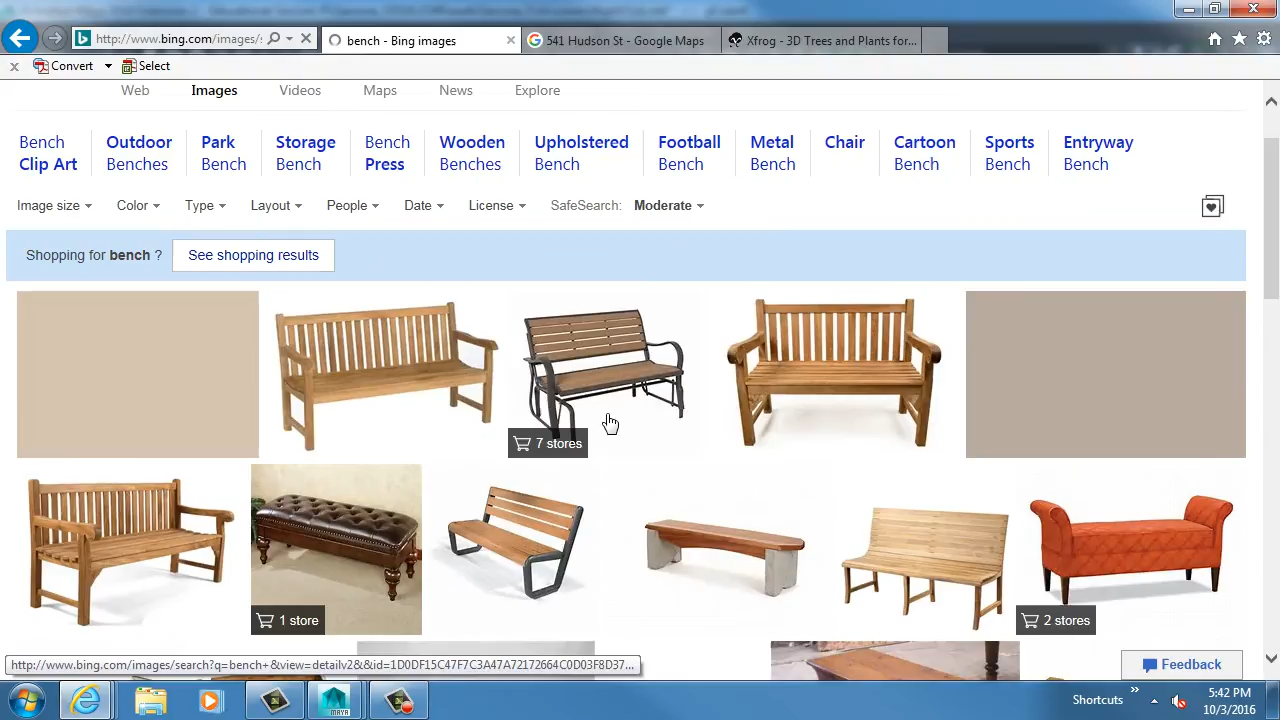 http://www.bing.com/images/s
bench - Bing images
541 Hudson St - Google Maps
Xfrog - 3D Trees and Plants for...
Convert
Select
Web
Images
Videos
Maps
News
Explore
Bench
Clip Art
Outdoor
Benches
Park
Bench
Storage
Bench
Bench
Press
Wooden
Benches
Upholstered
Bench
Football
Bench
Metal
Bench
Chair
Cartoon
Bench
Sports
Bench
Entryway
Bench
Image size
Color
Type
Layout
People
Date
License
SafeSearch: Moderate
Shopping for bench ?
See shopping results
7 stores
1 store
2 stores
http://www.bing.com/images/search?q=bench+&view=detailv2&&id=1D0DF15C47F7C3A47A72172664C0D03F8D37...
Feedback
MAYA
Shortcuts
5:42 PM
10/3/2016